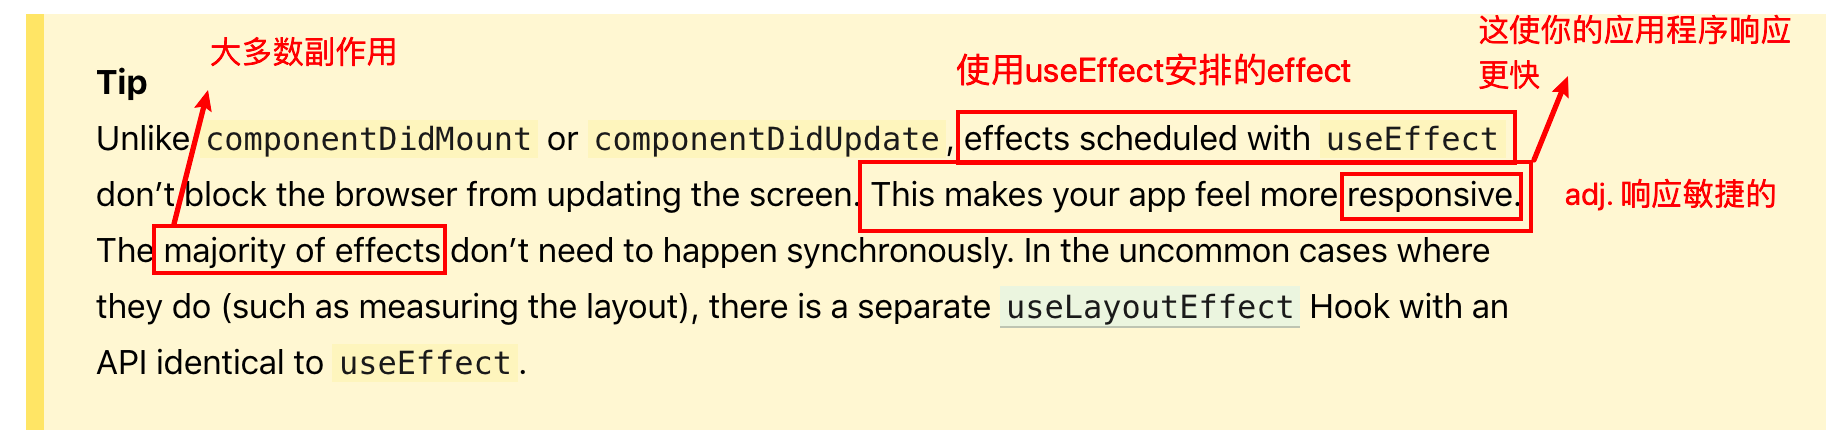 这使你的应用程序响应
更快
大多数副作用
使用useEffect安排的effect
Tip
Unlike componentDidMount or componentDidUpdate, effects scheduled with useEffect
don’t block the browser from updating the screen. This makes your app feel more responsive.
adj. 响应敏捷的
The majority of effects don’t need to happen synchronously. In the uncommon cases where
they do (such as measuring the layout), there is a separate useLayoutEffect Hook with an
API identical to useEffect.